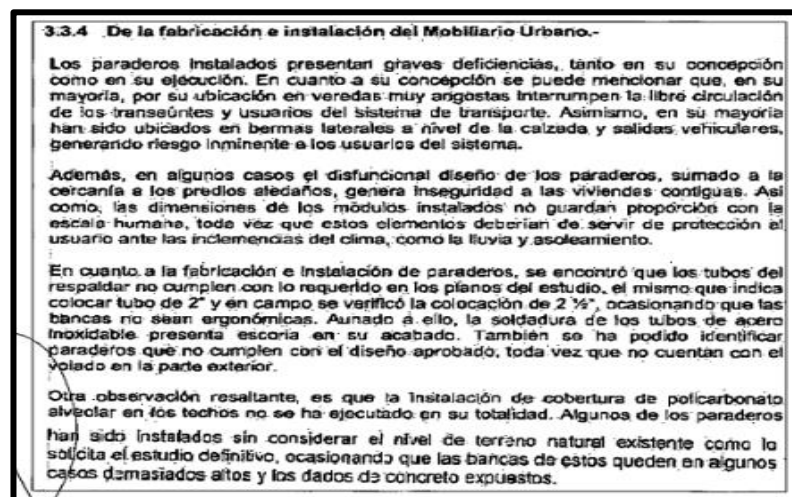 3.3.4 De la fabricación e instalación del Mobiliario Urbano.-
Los paraderos instalados presentan graves deficiencias, tanto en su concepción
como en su ejecución. En cuanto a su concepción se puede mencionar que, en su
mayoría, por su ubicación en veredas muy angostas interrumpen la libre circulación
de los transeúntes y usuarios del sistema de transporte. Asimismo, en su mayoría
han sido ubicados en bermas laterales a nivel de la calzada y salidas vehiculares,
generando riesgo inminente a los usuarios del sistema.
Además, en algunos casos el disfuncional diseño de los paraderos, sumado a la
cercanía a los predios aledaños, genera inseguridad a las viviendas contiguas. Así
como, las dimensiones de los módulos instalados no guardan proporción con la
escala humana, toda vez que estos elementos deberían de servir de protección al
usuario ante las inclemencias del clima, como la lluvia y asoleamiento.
En cuanto a la fabricación e instalación de paraderos, se encontró que los tubos del
respaldar no cumplen con lo requerido en los planos del estudio, el mismo que indica
colocar tubo de 2" y en campo se verificó la colocación de 2 ½", ocasionando que las
bancas no sean ergonómicas. Aunado a ello, la soldadura de los tubos de acero
inoxidable presenta escoria en su acabado. También se ha podido identificar
paraderos que no cumplen con el diseño aprobado, toda vez que no cuentan con el
volado en la parte exterior.
Otra observación resaltante, es que la instalación de cobertura de policarbonato
alveolar en los techos no se ha ejecutado en su totalidad. Algunos de los paraderos
han sido instalados sin considerar el nivel de terreno natural existente como lo
solicita el estudio definitivo, ocasionando que las bancas de estos queden en algunos
casos demasiados altos y los dados de concreto expuestos.